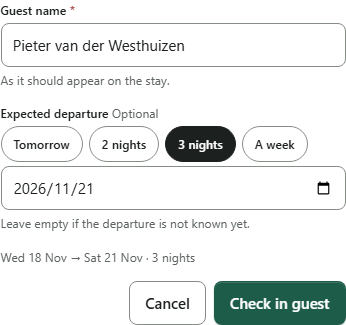 Guest name *
Pieter van der Westhuizen
As it should appear on the stay.
Expected departure Optional
Tomorrow 2 nights 3 nights A week
2026/11/21
Leave empty if the departure is not known yet.
Wed 18 Nov → Sat 21 Nov · 3 nights
Cancel Check in guest